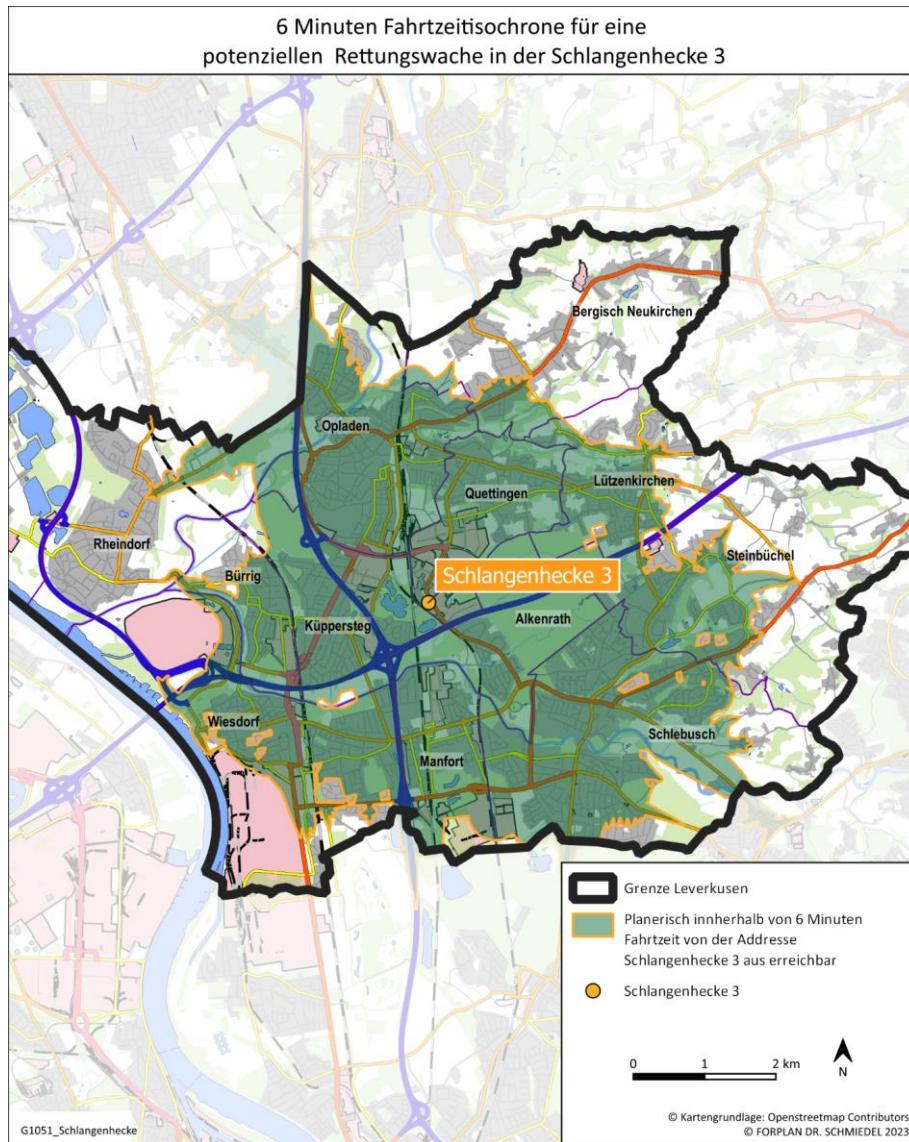 6 Minuten Fahrtzeitisochrone für eine
potenziellen Rettungswache in der Schlangenhecke 3
Bergisch Neukirchen
Opladen
Quettingen
Lützenkirchen
Rheindorf
Steinbüchel
Bürrig
Schlangenhecke 3
Küppersteg
Alkenrath
Wiesdorf
Schlebusch
Manfort
Grenze Leverkusen
Planerisch innherhalb von 6 Minuten
Fahrtzeit von der Addresse
Schlangenhecke 3 aus erreichbar
Schlangenhecke 3
0 1 2 km
N
G1051_Schlangenhecke
© Kartengrundlage: Openstreetmap Contributors
© FORPLAN DR. SCHMIEDEL 2023